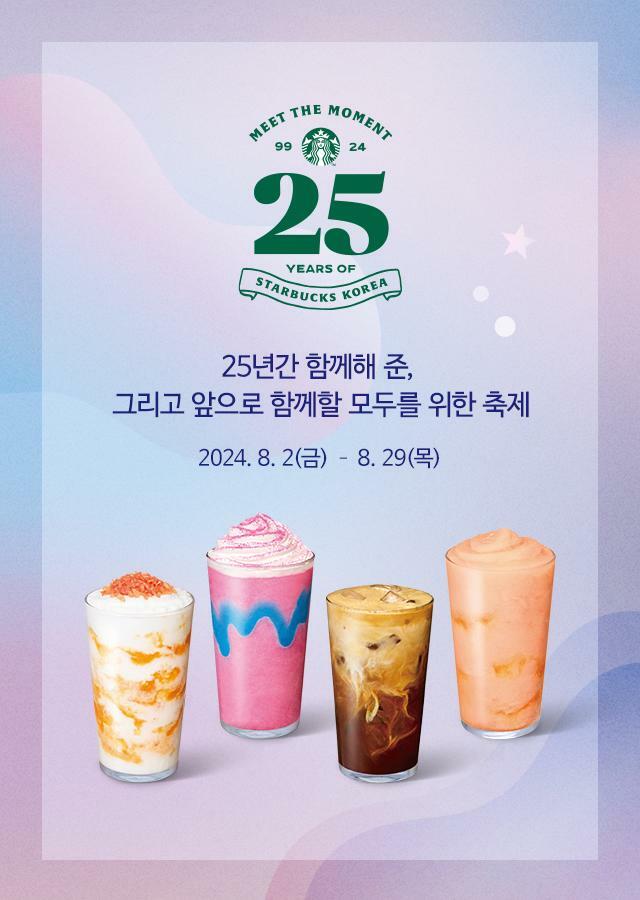 MEET THE MOMENT
99 24
25
YEARS OF
STARBUCKS KOREA
25년간 함께해 준,
그리고 앞으로 함께할 모두를 위한 축제
2024. 8. 2(금) - 8. 29(목)